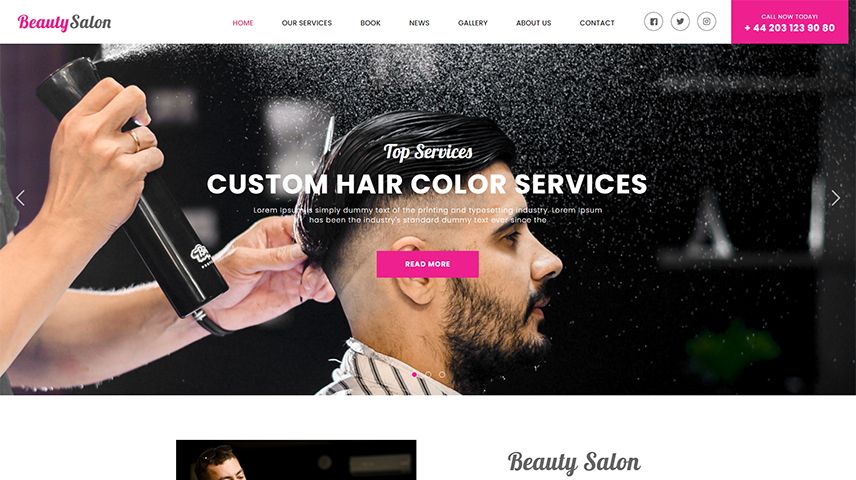 BeautySalon
HOME OUR SERVICES BOOK NEWS GALLERY ABOUT US CONTACT
CALL NOW TODAY!
+ 44 203 123 90 80
Top Services
CUSTOM HAIR COLOR SERVICES
Lorem Ipsum is simply dummy text of the printing and typesetting industry. Lorem Ipsum
has been the industry's standard dummy text ever since the
READ MORE
Beauty Salon